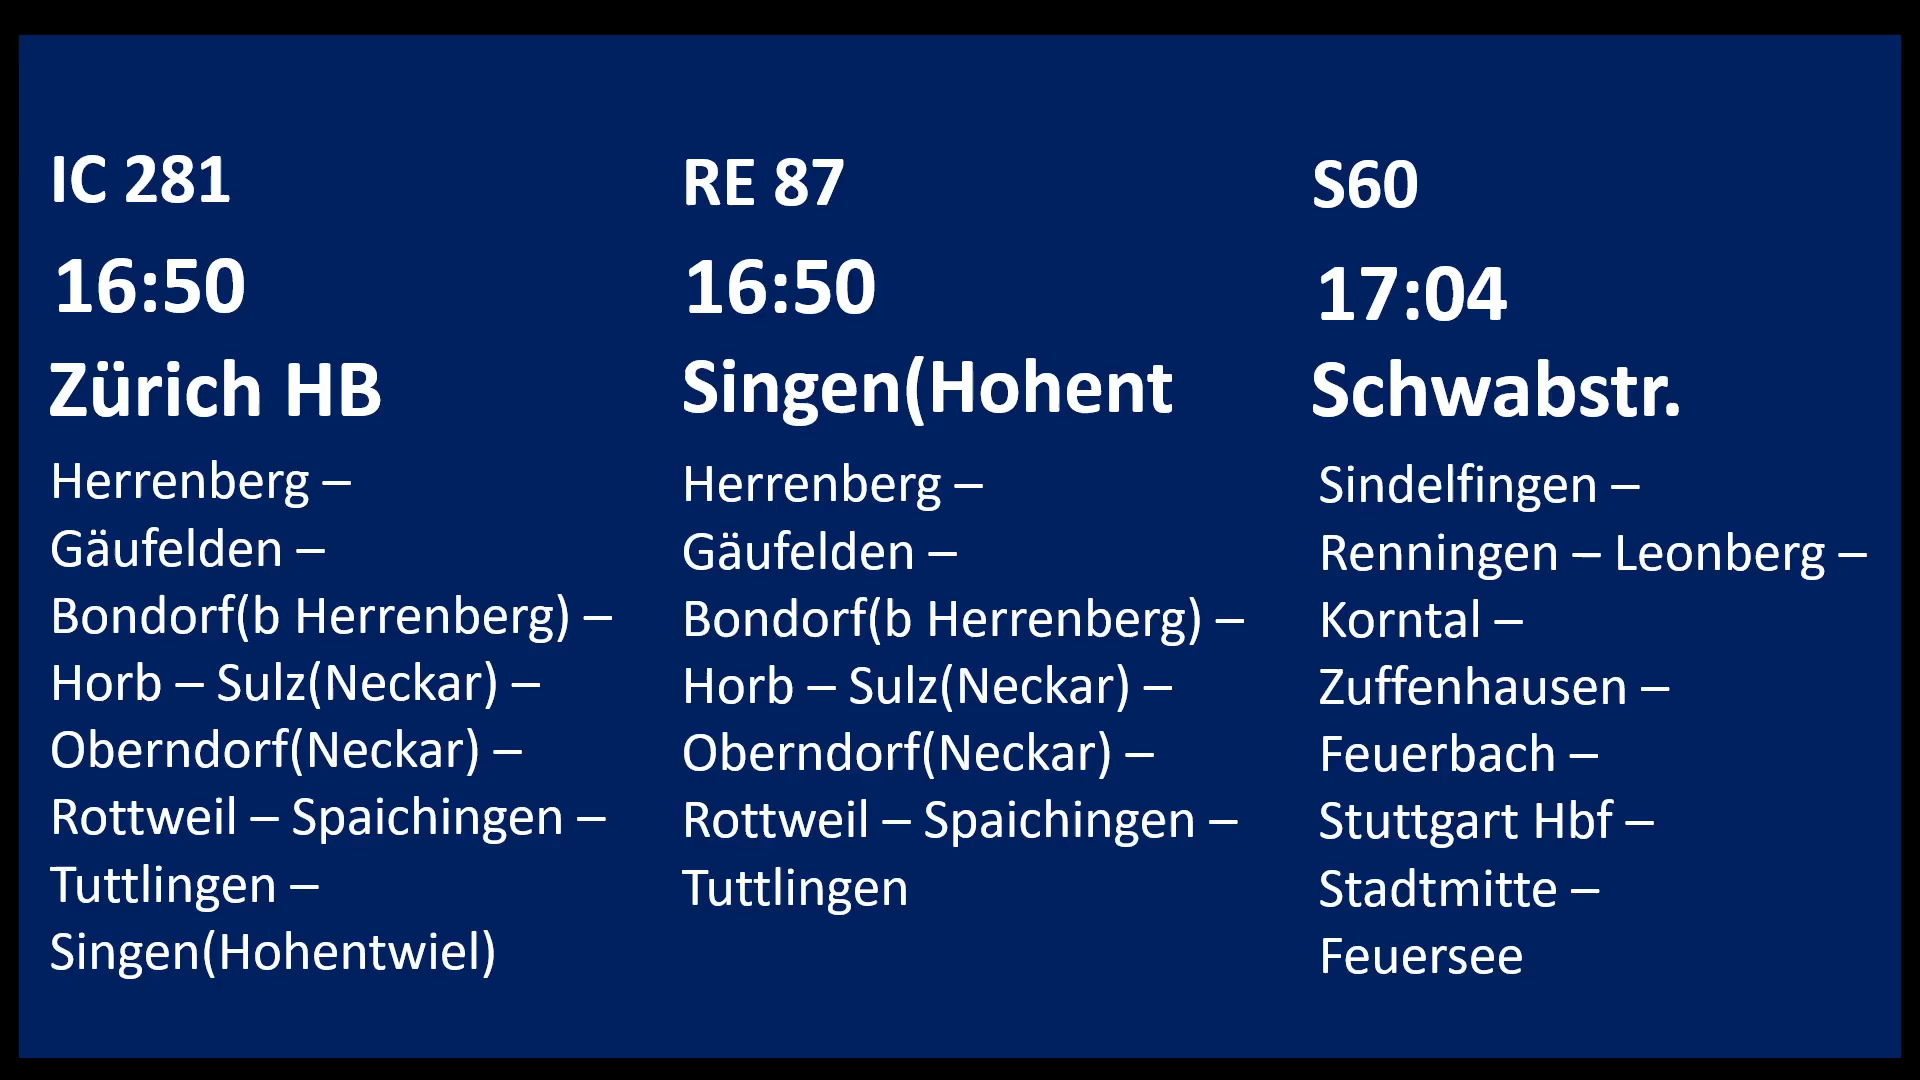 IC 281
16:50
Zürich HB
Herrenberg –
Gäufelden –
Bondorf(b Herrenberg) –
Horb – Sulz(Neckar) –
Oberndorf(Neckar) –
Rottweil – Spaichingen –
Tuttlingen –
Singen(Hohentwiel)
RE 87
16:50
Singen(Hohent
Herrenberg –
Gäufelden –
Bondorf(b Herrenberg) –
Horb – Sulz(Neckar) –
Oberndorf(Neckar) –
Rottweil – Spaichingen –
Tuttlingen
S60
17:04
Schwabstr.
Sindelfingen –
Renningen – Leonberg –
Korntal –
Zuffenhausen –
Feuerbach –
Stuttgart Hbf –
Stadtmitte –
Feuersee